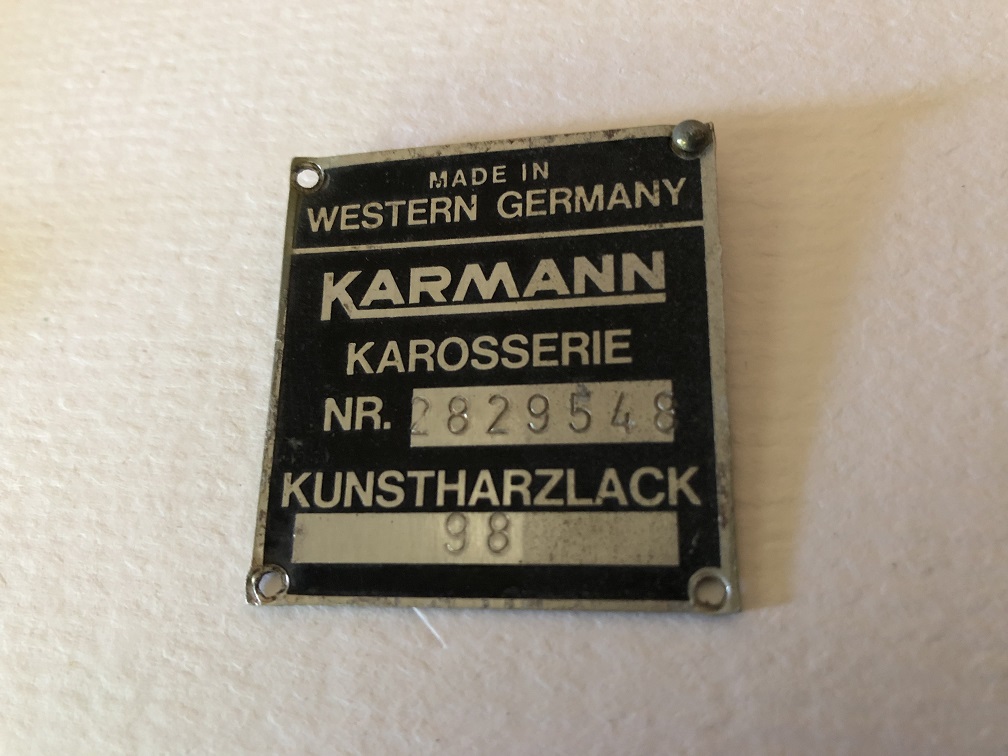 MADE IN
WESTERN GERMANY
KARMANN
KAROSSERIE
NR. 2829548
KUNSTHARZLACK
98